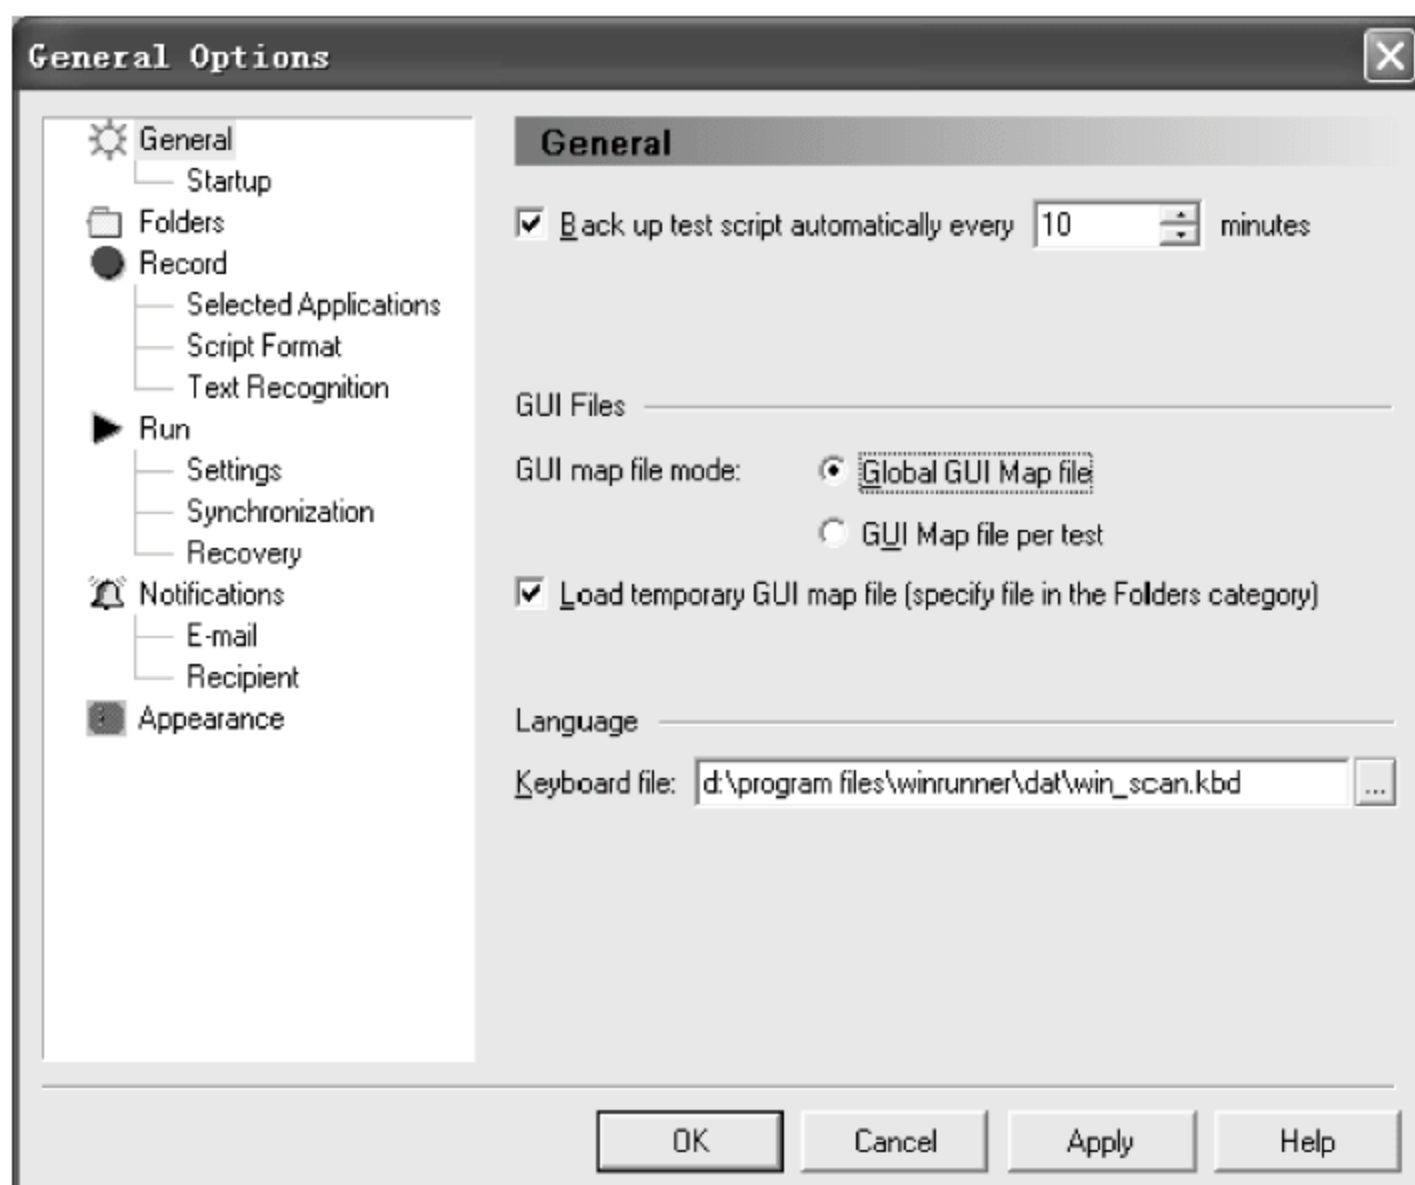 General Options
General
Startup
Folders
Record
Selected Applications
Script Format
Text Recognition
Run
Settings
Synchronization
Recovery
Notifications
E-mail
Recipient
Appearance
General
Back up test script automatically every 10 minutes
GUI Files
GUI map file mode: Global GUI Map file
GUI Map file per test
Load temporary GUI map file (specify file in the Folders category)
Language
Keyboard file: d:\program files\winrunner\dat\win_scan.kbd ...
OK Cancel Apply Help